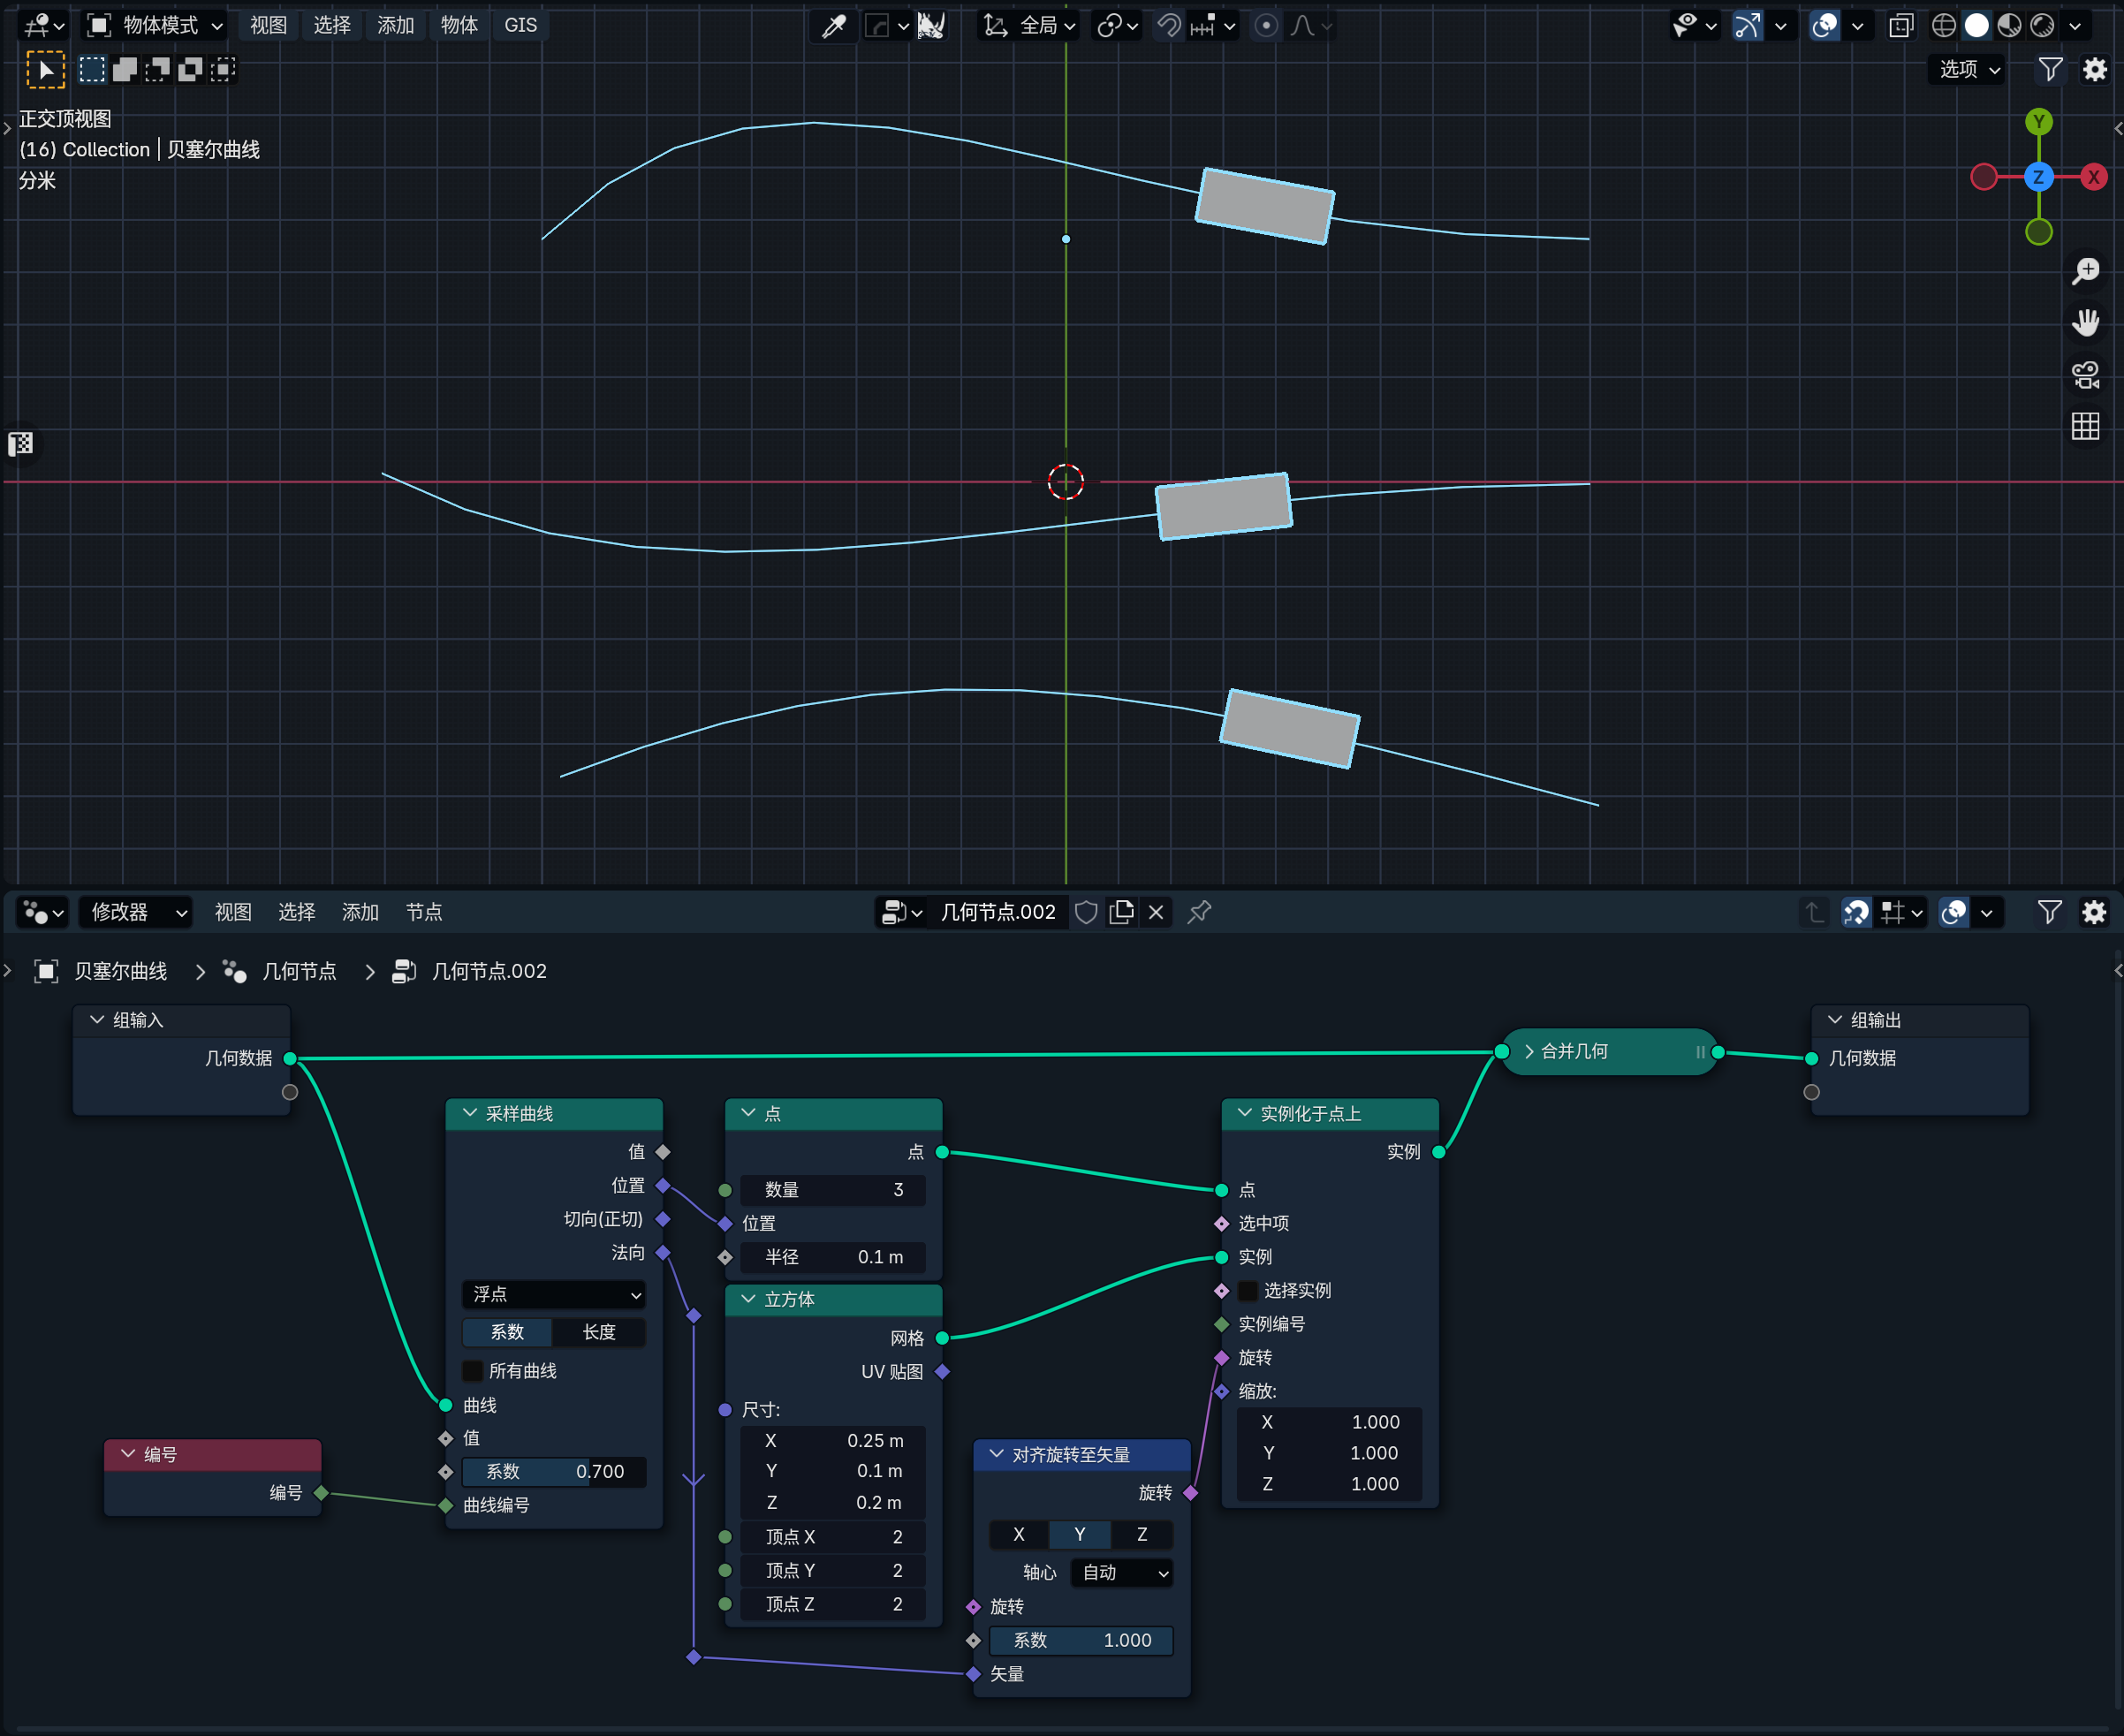 物体模式 视图 选择 添加 物体 GIS 全局
选项
正交顶视图
(16) Collection | 贝塞尔曲线
分米
Y
Z X
修改器 视图 选择 添加 节点 几何节点.002
贝塞尔曲线 几何节点 几何节点.002
组输入
几何数据
采样曲线
值
位置
切向(正切)
法向
浮点
系数 长度
所有曲线
曲线
值
系数 0.700
曲线编号
编号
编号
点
点
数量 3
位置
半径 0.1 m
立方体
网格
UV 贴图
尺寸:
X 0.25 m
Y 0.1 m
Z 0.2 m
顶点 X 2
顶点 Y 2
顶点 Z 2
对齐旋转至矢量
旋转
X Y Z
轴心 自动
旋转
系数 1.000
矢量
实例化于点上
实例
点
选中项
实例
选择实例
实例编号
旋转
缩放:
X 1.000
Y 1.000
Z 1.000
合并几何
组输出
几何数据